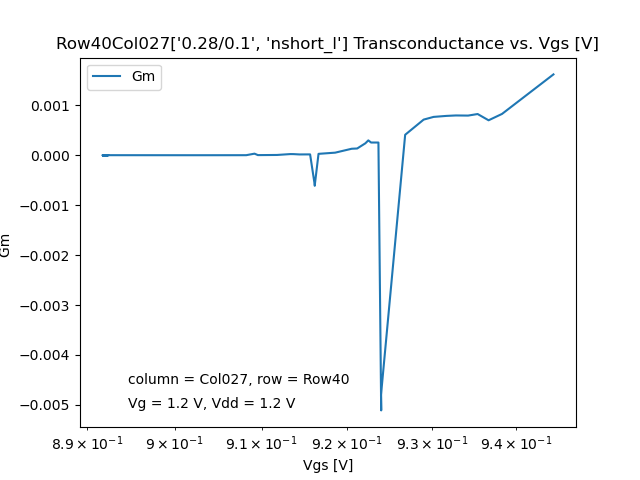 Row40Col027['0.28/0.1', 'nshort_l'] Transconductance vs. Vgs [V]
Gm
0.001
0.000
−0.001
−0.002
−0.003
−0.004
−0.005
Gm
column = Col027, row = Row40
Vg = 1.2 V, Vdd = 1.2 V
8.9 × 10⁻¹ 9 × 10⁻¹ 9.1 × 10⁻¹ 9.2 × 10⁻¹ 9.3 × 10⁻¹ 9.4 × 10⁻¹
Vgs [V]